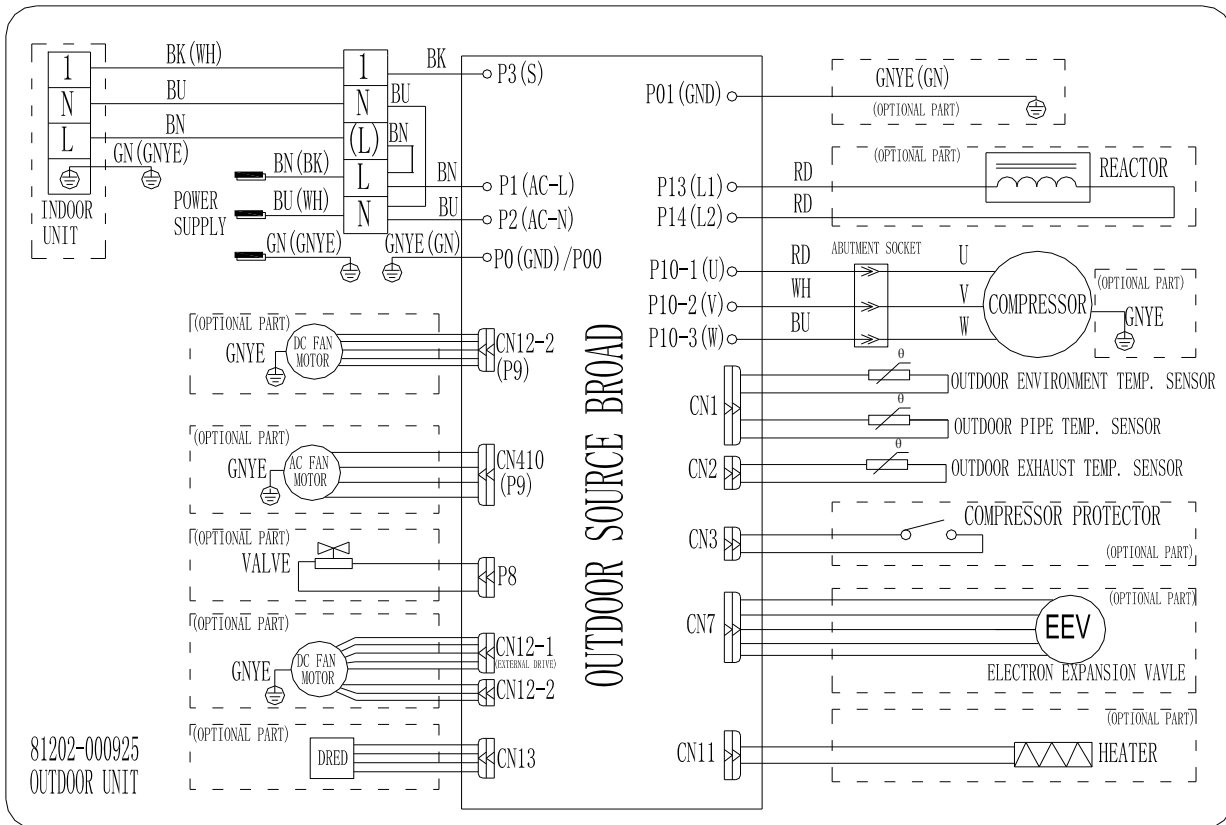 BK(WH)
BU
BN
GN(GNYE)
1
N
L
INDOOR
UNIT
POWER
SUPPLY
BN(BK)
BU(WH)
GN(GNYE)
1
N
(L)
L
N
BK
BU
BN
BN
BU
GNYE(GN)
P3(S)
P1(AC-L)
P2(AC-N)
P0(GND)/P00
(OPTIONAL PART)
GNYE
DC FAN
MOTOR
CN12-2
(P9)
(OPTIONAL PART)
GNYE
AC FAN
MOTOR
CN410
(P9)
(OPTIONAL PART)
VALVE
P8
(OPTIONAL PART)
GNYE
DC FAN
MOTOR
CN12-1
(EXTERNAL DRIVE)
CN12-2
(OPTIONAL PART)
DRED
CN13
81202-000925
OUTDOOR UNIT
OUTDOOR SOURCE BROAD
P01(GND)
GNYE(GN)
(OPTIONAL PART)
(OPTIONAL PART)
REACTOR
P13(L1)
RD
P14(L2)
RD
ABUTMENT SOCKET
P10-1(U)
RD
U
P10-2(V)
WH
V
P10-3(W)
BU
W
COMPRESSOR
(OPTIONAL PART)
GNYE
CN1
θ
OUTDOOR ENVIRONMENT TEMP. SENSOR
θ
OUTDOOR PIPE TEMP. SENSOR
CN2
θ
OUTDOOR EXHAUST TEMP. SENSOR
CN3
COMPRESSOR PROTECTOR
(OPTIONAL PART)
CN7
(OPTIONAL PART)
EEV
ELECTRON EXPANSION VAVLE
(OPTIONAL PART)
CN11
HEATER